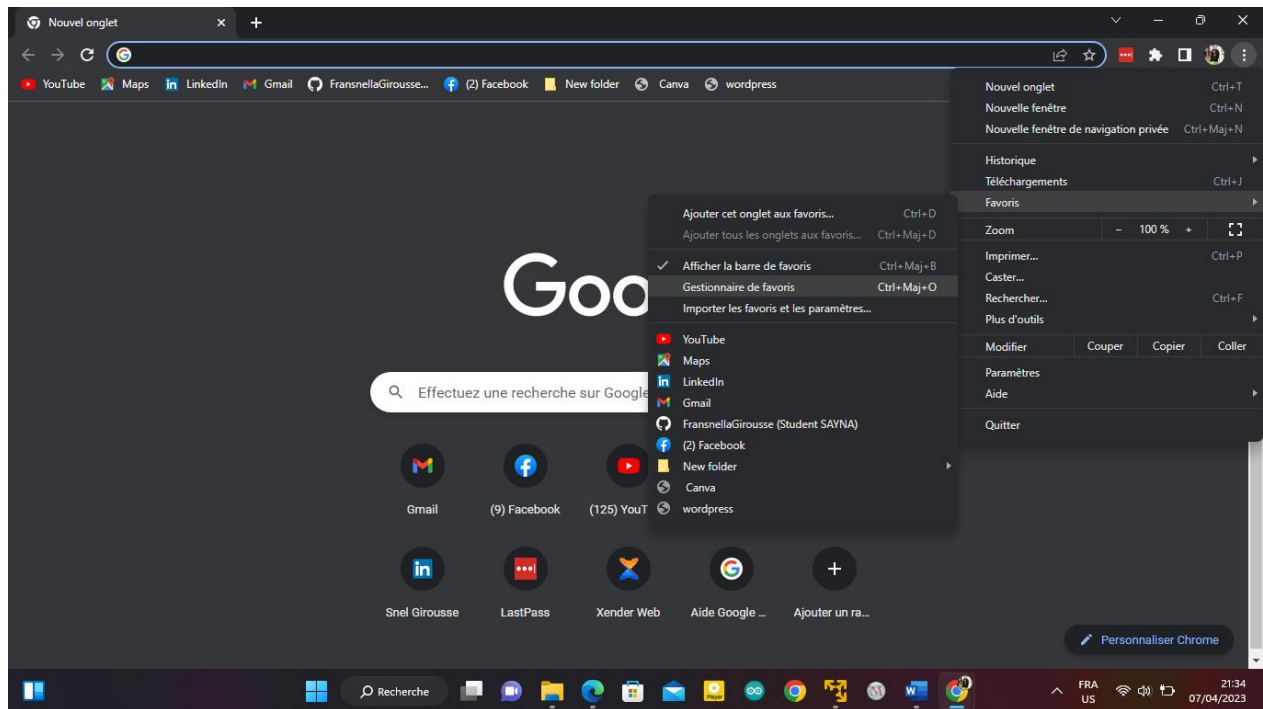 Nouvel onglet
YouTube Maps LinkedIn Gmail FransnellaGirousse... (2) Facebook New folder Canva wordpress
Nouvel onglet Ctrl+T
Nouvelle fenêtre Ctrl+N
Nouvelle fenêtre de navigation privée Ctrl+Maj+N
Historique
Téléchargements Ctrl+J
Favoris
Zoom - 100 % +
Imprimer... Ctrl+P
Caster...
Rechercher... Ctrl+F
Plus d'outils
Modifier Couper Copier Coller
Paramètres
Aide
Quitter
Ajouter cet onglet aux favoris... Ctrl+D
Ajouter tous les onglets aux favoris... Ctrl+Maj+D
Afficher la barre de favoris Ctrl+Maj+B
Gestionnaire de favoris Ctrl+Maj+O
Importer les favoris et les paramètres...
YouTube
Maps
LinkedIn
Gmail
FransnellaGirousse (Student SAYNA)
(2) Facebook
New folder
Canva
wordpress
Goo
Effectuez une recherche sur Google
Gmail (9) Facebook (125) YouT
Snel Girousse LastPass Xender Web Aide Google ... Ajouter un ra...
Personnaliser Chrome
Recherche
FRA
US
21:34
07/04/2023